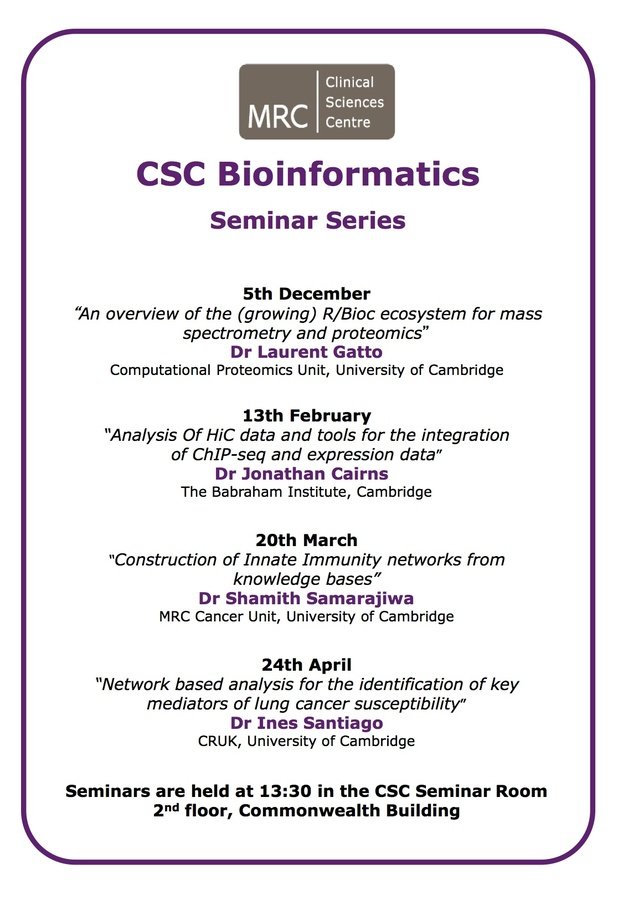 MRC
Clinical
Sciences
Centre
CSC Bioinformatics
Seminar Series
5th December
“An overview of the (growing) R/Bioc ecosystem for mass
spectrometry and proteomics”
Dr Laurent Gatto
Computational Proteomics Unit, University of Cambridge
13th February
“Analysis Of HiC data and tools for the integration
of ChIP-seq and expression data”
Dr Jonathan Cairns
The Babraham Institute, Cambridge
20th March
“Construction of Innate Immunity networks from
knowledge bases”
Dr Shamith Samarajiwa
MRC Cancer Unit, University of Cambridge
24th April
“Network based analysis for the identification of key
mediators of lung cancer susceptibility”
Dr Ines Santiago
CRUK, University of Cambridge
Seminars are held at 13:30 in the CSC Seminar Room
2nd floor, Commonwealth Building